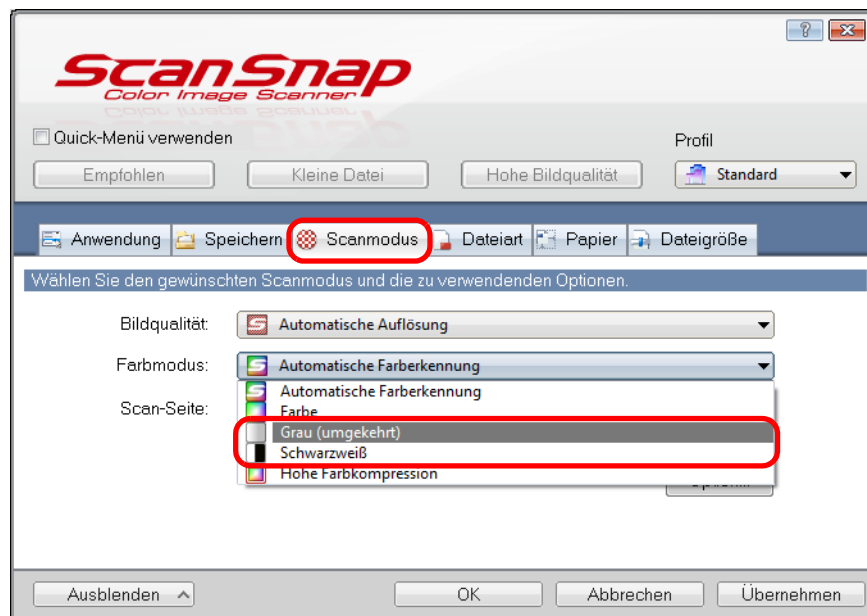 ScanSnap
Color Image Scanner
Quick-Menü verwenden
Profil
Empfohlen Kleine Datei Hohe Bildqualität Standard
Anwendung Speichern Scanmodus Dateiart Papier Dateigröße
Wählen Sie den gewünschten Scanmodus und die zu verwendenden Optionen.
Bildqualität: Automatische Auflösung
Farbmodus: Automatische Farberkennung
Automatische Farberkennung
Scan-Seite: Farbe
Grau (umgekehrt)
Schwarzweiß
Hohe Farbkompression
Ausblenden OK Abbrechen Übernehmen